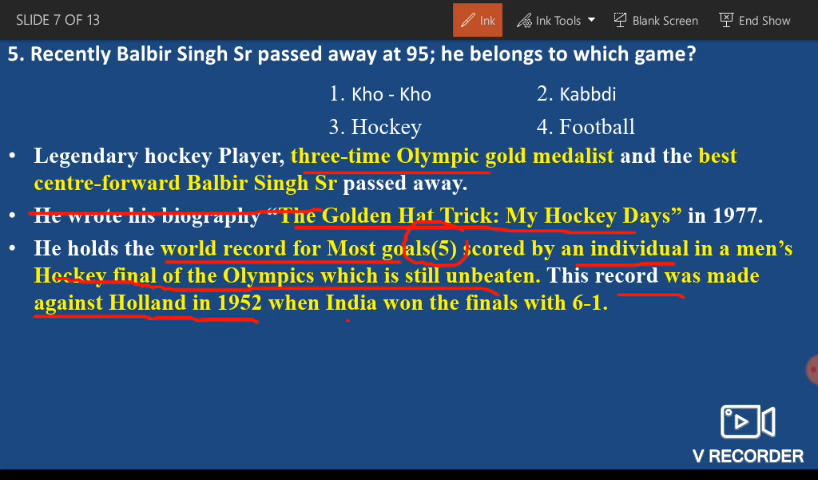 SLIDE 7 OF 13
Ink
Ink Tools
Blank Screen
End Show
5. Recently Balbir Singh Sr passed away at 95; he belongs to which game?
1. Kho - Kho 2. Kabbdi
3. Hockey 4. Football
• Legendary hockey Player, three-time Olympic gold medalist and the best
centre-forward Balbir Singh Sr passed away.
• He wrote his biography “The Golden Hat Trick: My Hockey Days” in 1977.
• He holds the world record for Most goals(5) scored by an individual in a men’s
Hockey final of the Olympics which is still unbeaten. This record was made
against Holland in 1952 when India won the finals with 6-1.
V RECORDER